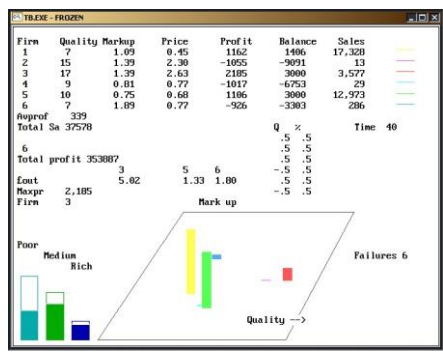 TB.EXE - FROZEN
Firm Quality Markup Price Profit Balance Sales
1 7 1.09 0.45 1162 1406 17,328
2 15 1.39 2.30 -1055 -9091 13
3 17 1.39 2.63 2185 3000 3,577
4 9 0.81 0.77 -1017 -6753 29
5 10 0.75 0.68 1106 3000 12,973
6 7 1.89 0.77 -926 -3303 286
Avprof 339
Total Sa 37578 Q % Time 40
.5 .5
6 .5 .5
Total profit 353887 .5 .5
3 5 6 -.5 .5
£out 5.02 1.33 1.80 .5 .5
Maxpr 2,185 -.5 .5
Firm 3 Mark up
Poor
Medium
Rich
Failures 6
Quality -->